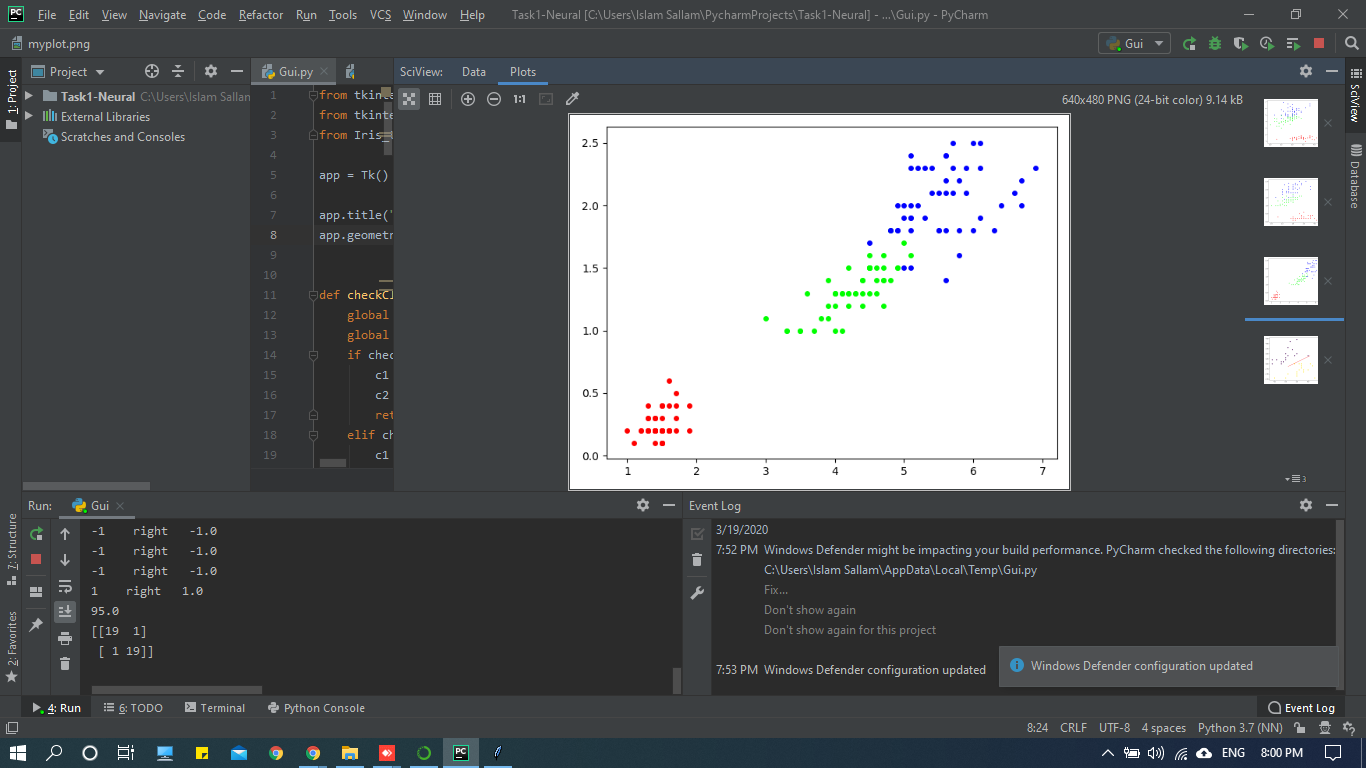 PC File Edit View Navigate Code Refactor Run Tools VCS Window Help Task1-Neural [C:\Users\Islam Sallam\PycharmProjects\Task1-Neural] - ...\Gui.py - PyCharm
myplot.png Gui
1: Project
Project Gui.py SciView: Data Plots
Task1-Neural C:\Users\Islam Sallam
External Libraries
Scratches and Consoles
1 from tkinte
2 from tkinte
3 from Iris_
4
5 app = Tk()
6
7 app.title('
8 app.geometr
9
10
11 def checkCl
12 global
13 global
14 if chec
15 c1
16 c2
17 ret
18 elif ch
19 c1
1:1 640x480 PNG (24-bit color) 9.14 kB
2.5
2.0
1.5
1.0
0.5
0.0
1 2 3 4 5 6 7
3
SciView
Database
Run: Gui
-1 right -1.0
-1 right -1.0
-1 right -1.0
1 right 1.0
95.0
[[19 1]
[ 1 19]]
7: Structure
2: Favorites
Event Log
3/19/2020
7:52 PM Windows Defender might be impacting your build performance. PyCharm checked the following directories:
C:\Users\Islam Sallam\AppData\Local\Temp\Gui.py
Fix...
Don't show again
Don't show again for this project
7:53 PM Windows Defender configuration updated
Windows Defender configuration updated
4: Run 6: TODO Terminal Python Console Event Log
8:24 CRLF UTF-8 4 spaces Python 3.7 (NN)
PC ENG 8:00 PM